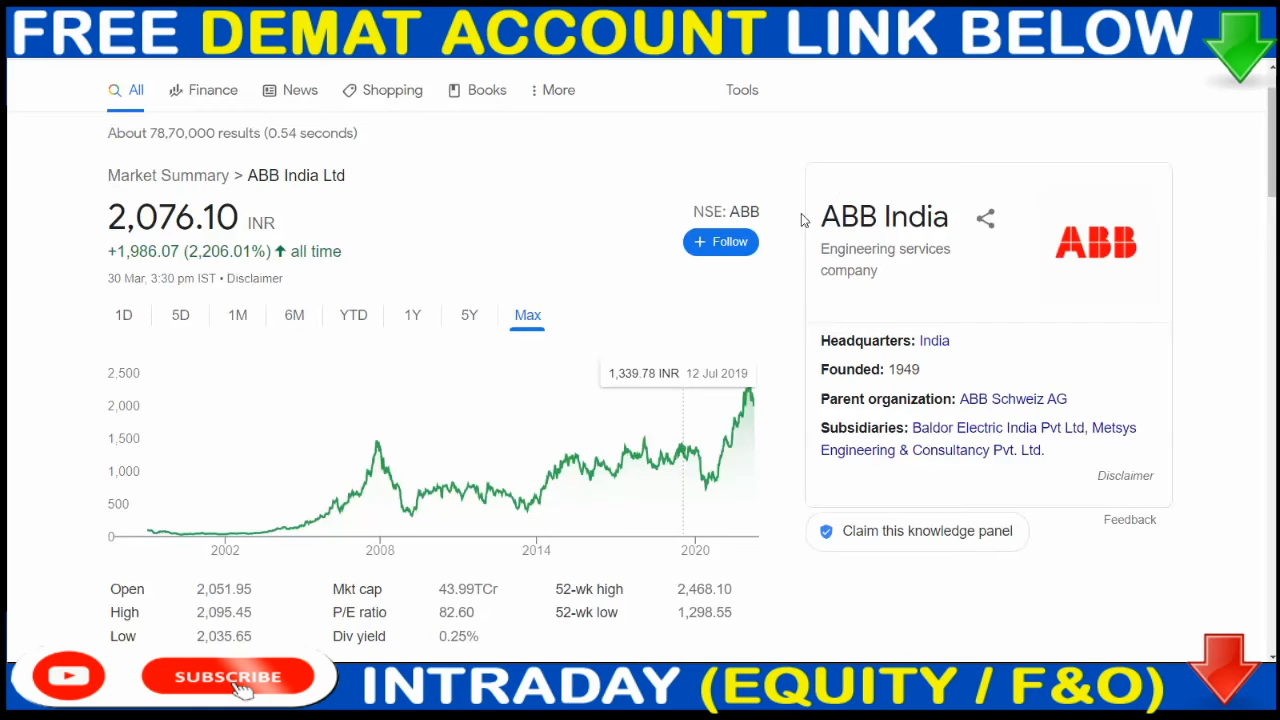 FREE DEMAT ACCOUNT LINK BELOW
All Finance News Shopping Books More Tools
About 78,70,000 results (0.54 seconds)
Market Summary > ABB India Ltd
2,076.10 INR
+1,986.07 (2,206.01%) all time
30 Mar, 3:30 pm IST • Disclaimer
NSE: ABB
+ Follow
1D 5D 1M 6M YTD 1Y 5Y Max
1,339.78 INR 12 Jul 2019
2,500
2,000
1,500
1,000
500
0
2002 2008 2014 2020
Open 2,051.95 Mkt cap 43.99TCr 52-wk high 2,468.10
High 2,095.45 P/E ratio 82.60 52-wk low 1,298.55
Low 2,035.65 Div yield 0.25%
ABB India
Engineering services
company
ABB
Headquarters: India
Founded: 1949
Parent organization: ABB Schweiz AG
Subsidiaries: Baldor Electric India Pvt Ltd, Metsys
Engineering & Consultancy Pvt. Ltd.
Disclaimer
Feedback
Claim this knowledge panel
SUBSCRIBE
INTRADAY (EQUITY / F&O)